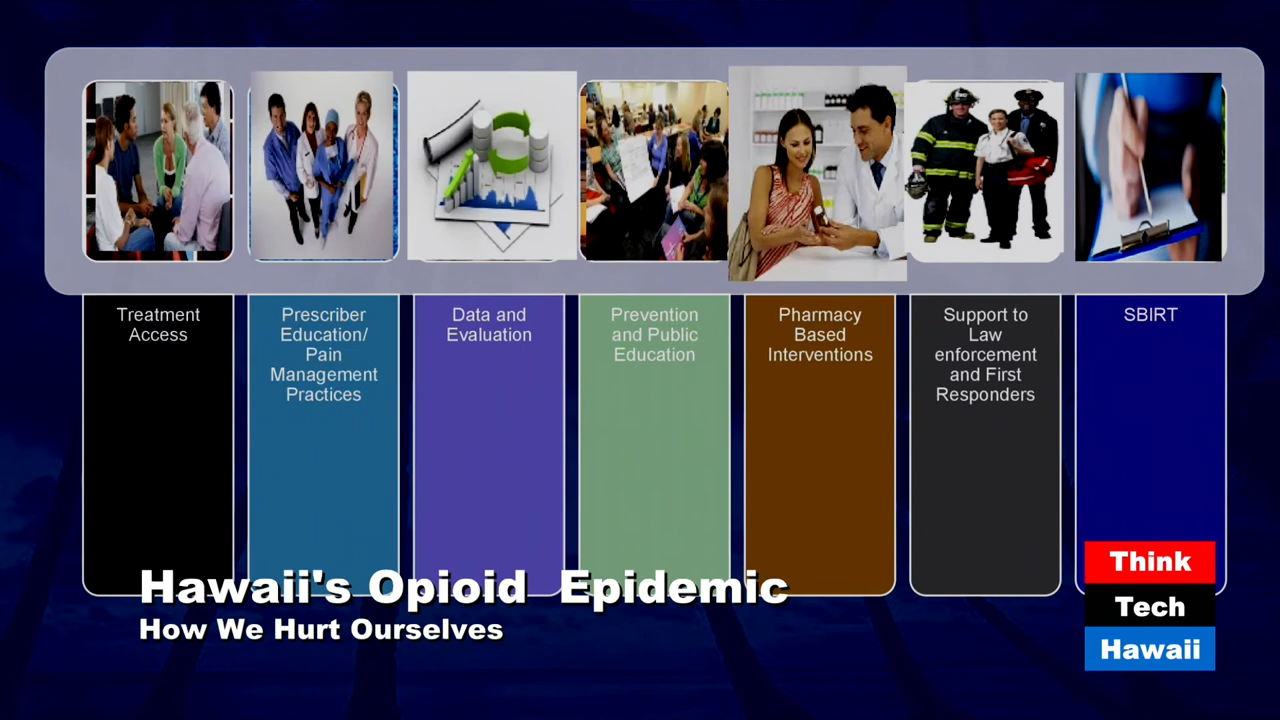 Treatment
Access
Prescriber
Education/
Pain
Management
Practices
Data and
Evaluation
Prevention
and Public
Education
Pharmacy
Based
Interventions
Support to
Law
enforcement
and First
Responders
SBIRT
Hawaii's Opioid  Epidemic
How We Hurt Ourselves
Think
Tech
Hawaii